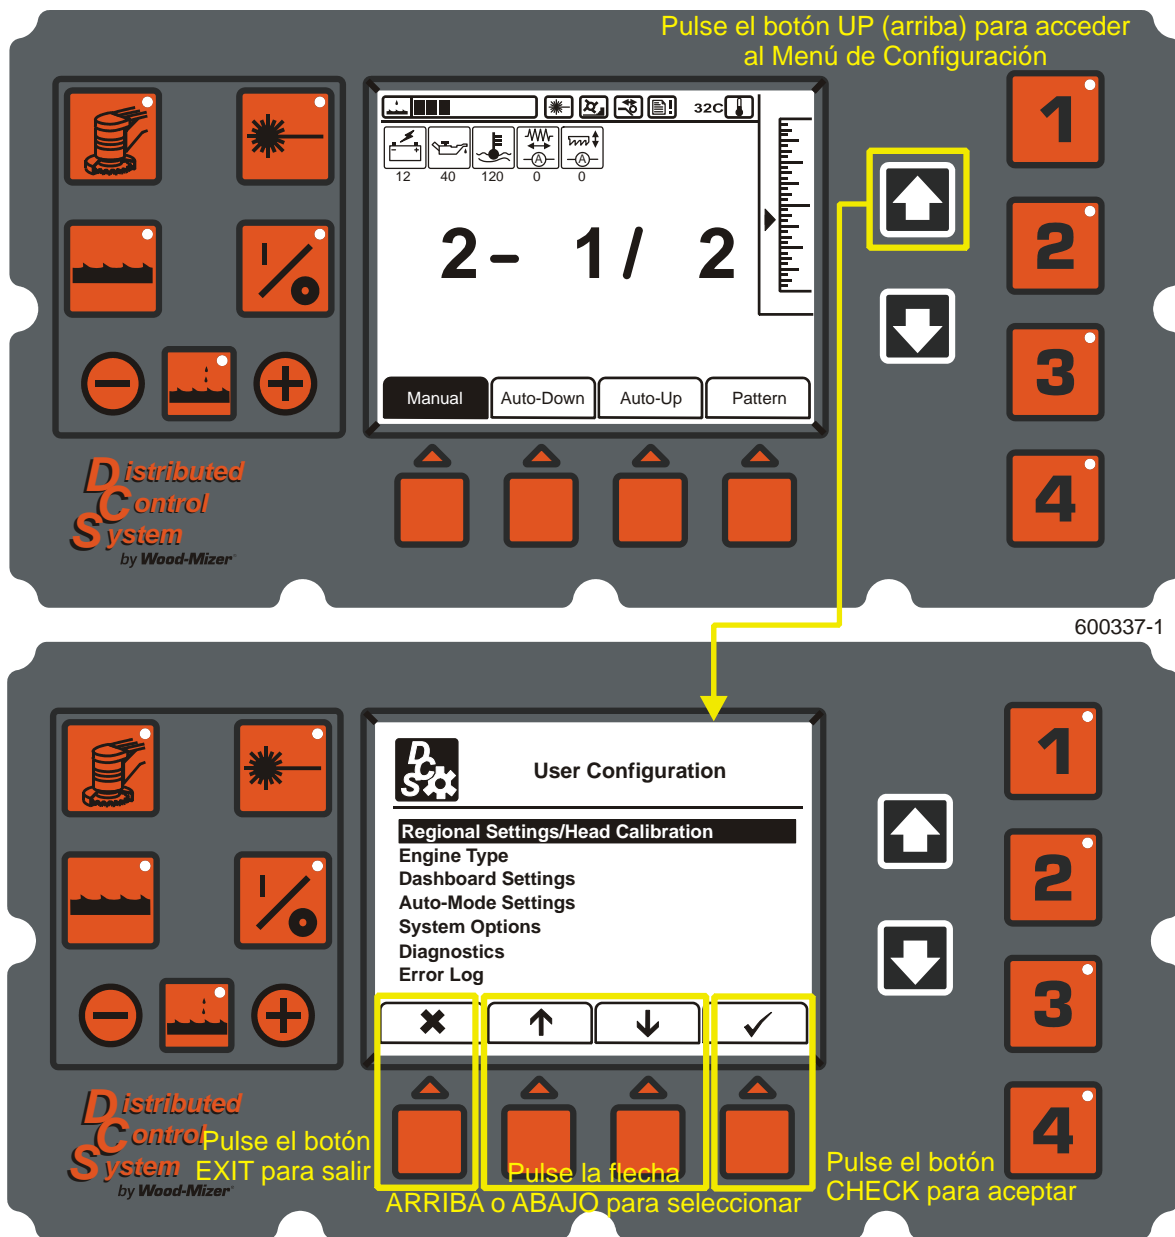 Pulse el botón UP (arriba) para acceder
al Menú de Configuración
32C
12 40 120 0 0
2- 1/ 2
Manual Auto-Down Auto-Up Pattern
1
2
3
4
Distributed
Control
System
by Wood-Mizer®
600337-1
DCS
User Configuration
Regional Settings/Head Calibration
Engine Type
Dashboard Settings
Auto-Mode Settings
System Options
Diagnostics
Error Log
1
2
3
4
Distributed
Control
System
by Wood-Mizer®
Pulse el botón
EXIT para salir
Pulse la flecha
ARRIBA o ABAJO para seleccionar
Pulse el botón
CHECK para aceptar